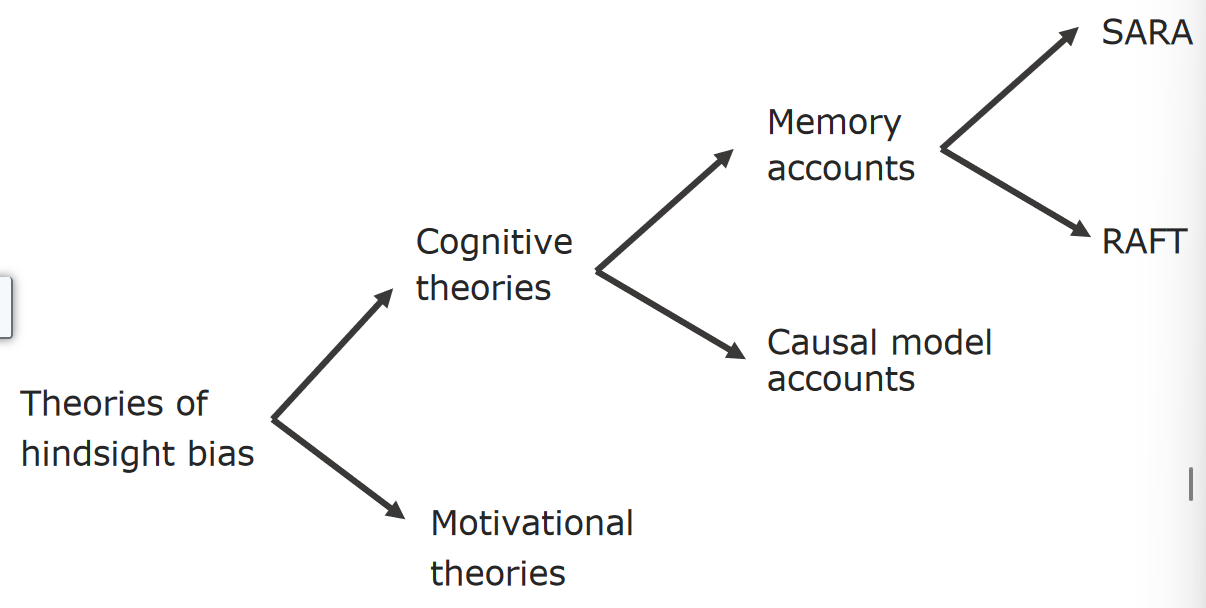 SARA
Memory
accounts
RAFT
Cognitive
theories
Causal model
accounts
Theories of
hindsight bias
Motivational
theories